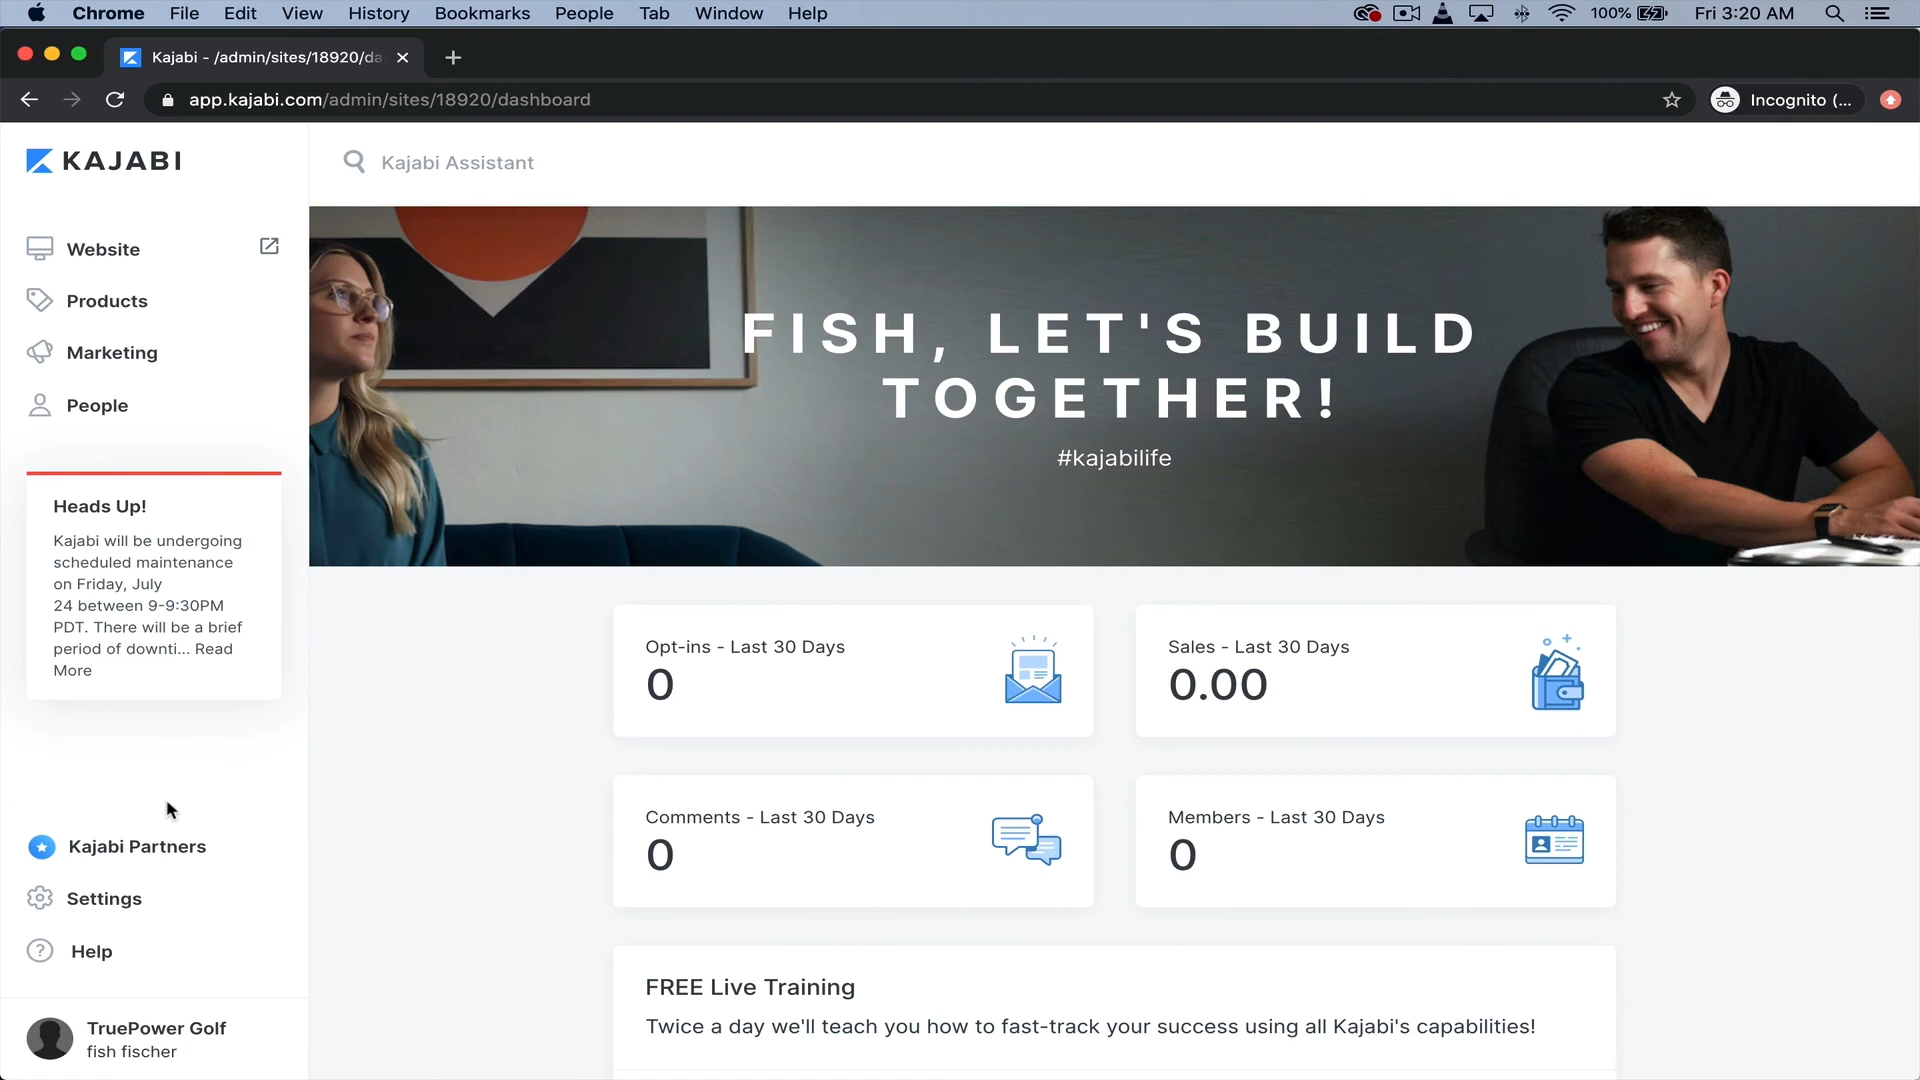 Chrome File Edit View History Bookmarks People Tab Window Help 100% Fri 3:20 AM
Kajabi - /admin/sites/18920/da
app.kajabi.com/admin/sites/18920/dashboard Incognito (...
KAJABI
Kajabi Assistant
Website
Products
Marketing
People
Heads Up!
Kajabi will be undergoing
scheduled maintenance
on Friday, July
24 between 9-9:30PM
PDT. There will be a brief
period of downti... Read
More
Kajabi Partners
Settings
Help
TruePower Golf
fish fischer
FISH, LET'S BUILD
TOGETHER!
#kajabilife
Opt-ins - Last 30 Days
0
Sales - Last 30 Days
0.00
Comments - Last 30 Days
0
Members - Last 30 Days
0
FREE Live Training
Twice a day we'll teach you how to fast-track your success using all Kajabi's capabilities!